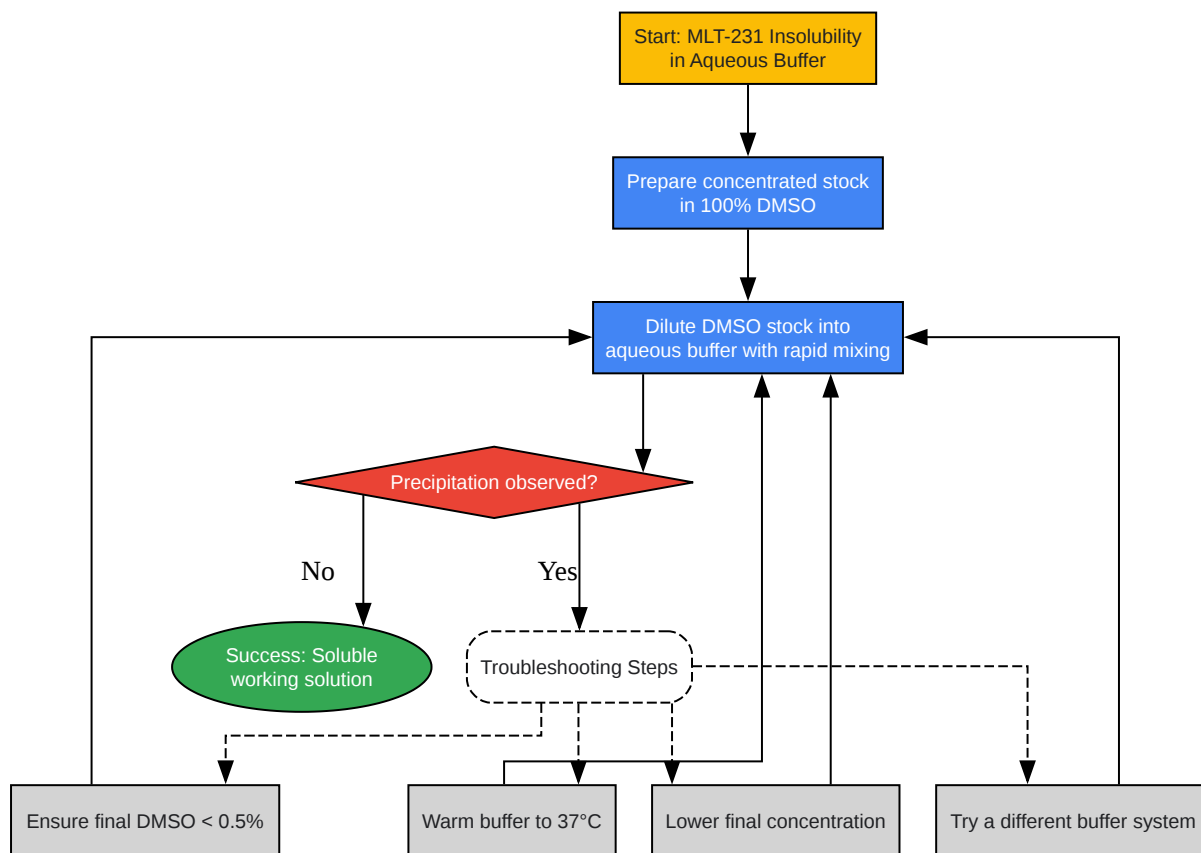 Start: MLT-231 Insolubility
in Aqueous Buffer
Prepare concentrated stock
in 100% DMSO
Dilute DMSO stock into
aqueous buffer with rapid mixing
Precipitation observed?
No
Yes
Success: Soluble
working solution
Troubleshooting Steps
Ensure final DMSO < 0.5%
Warm buffer to 37°C
Lower final concentration
Try a different buffer system